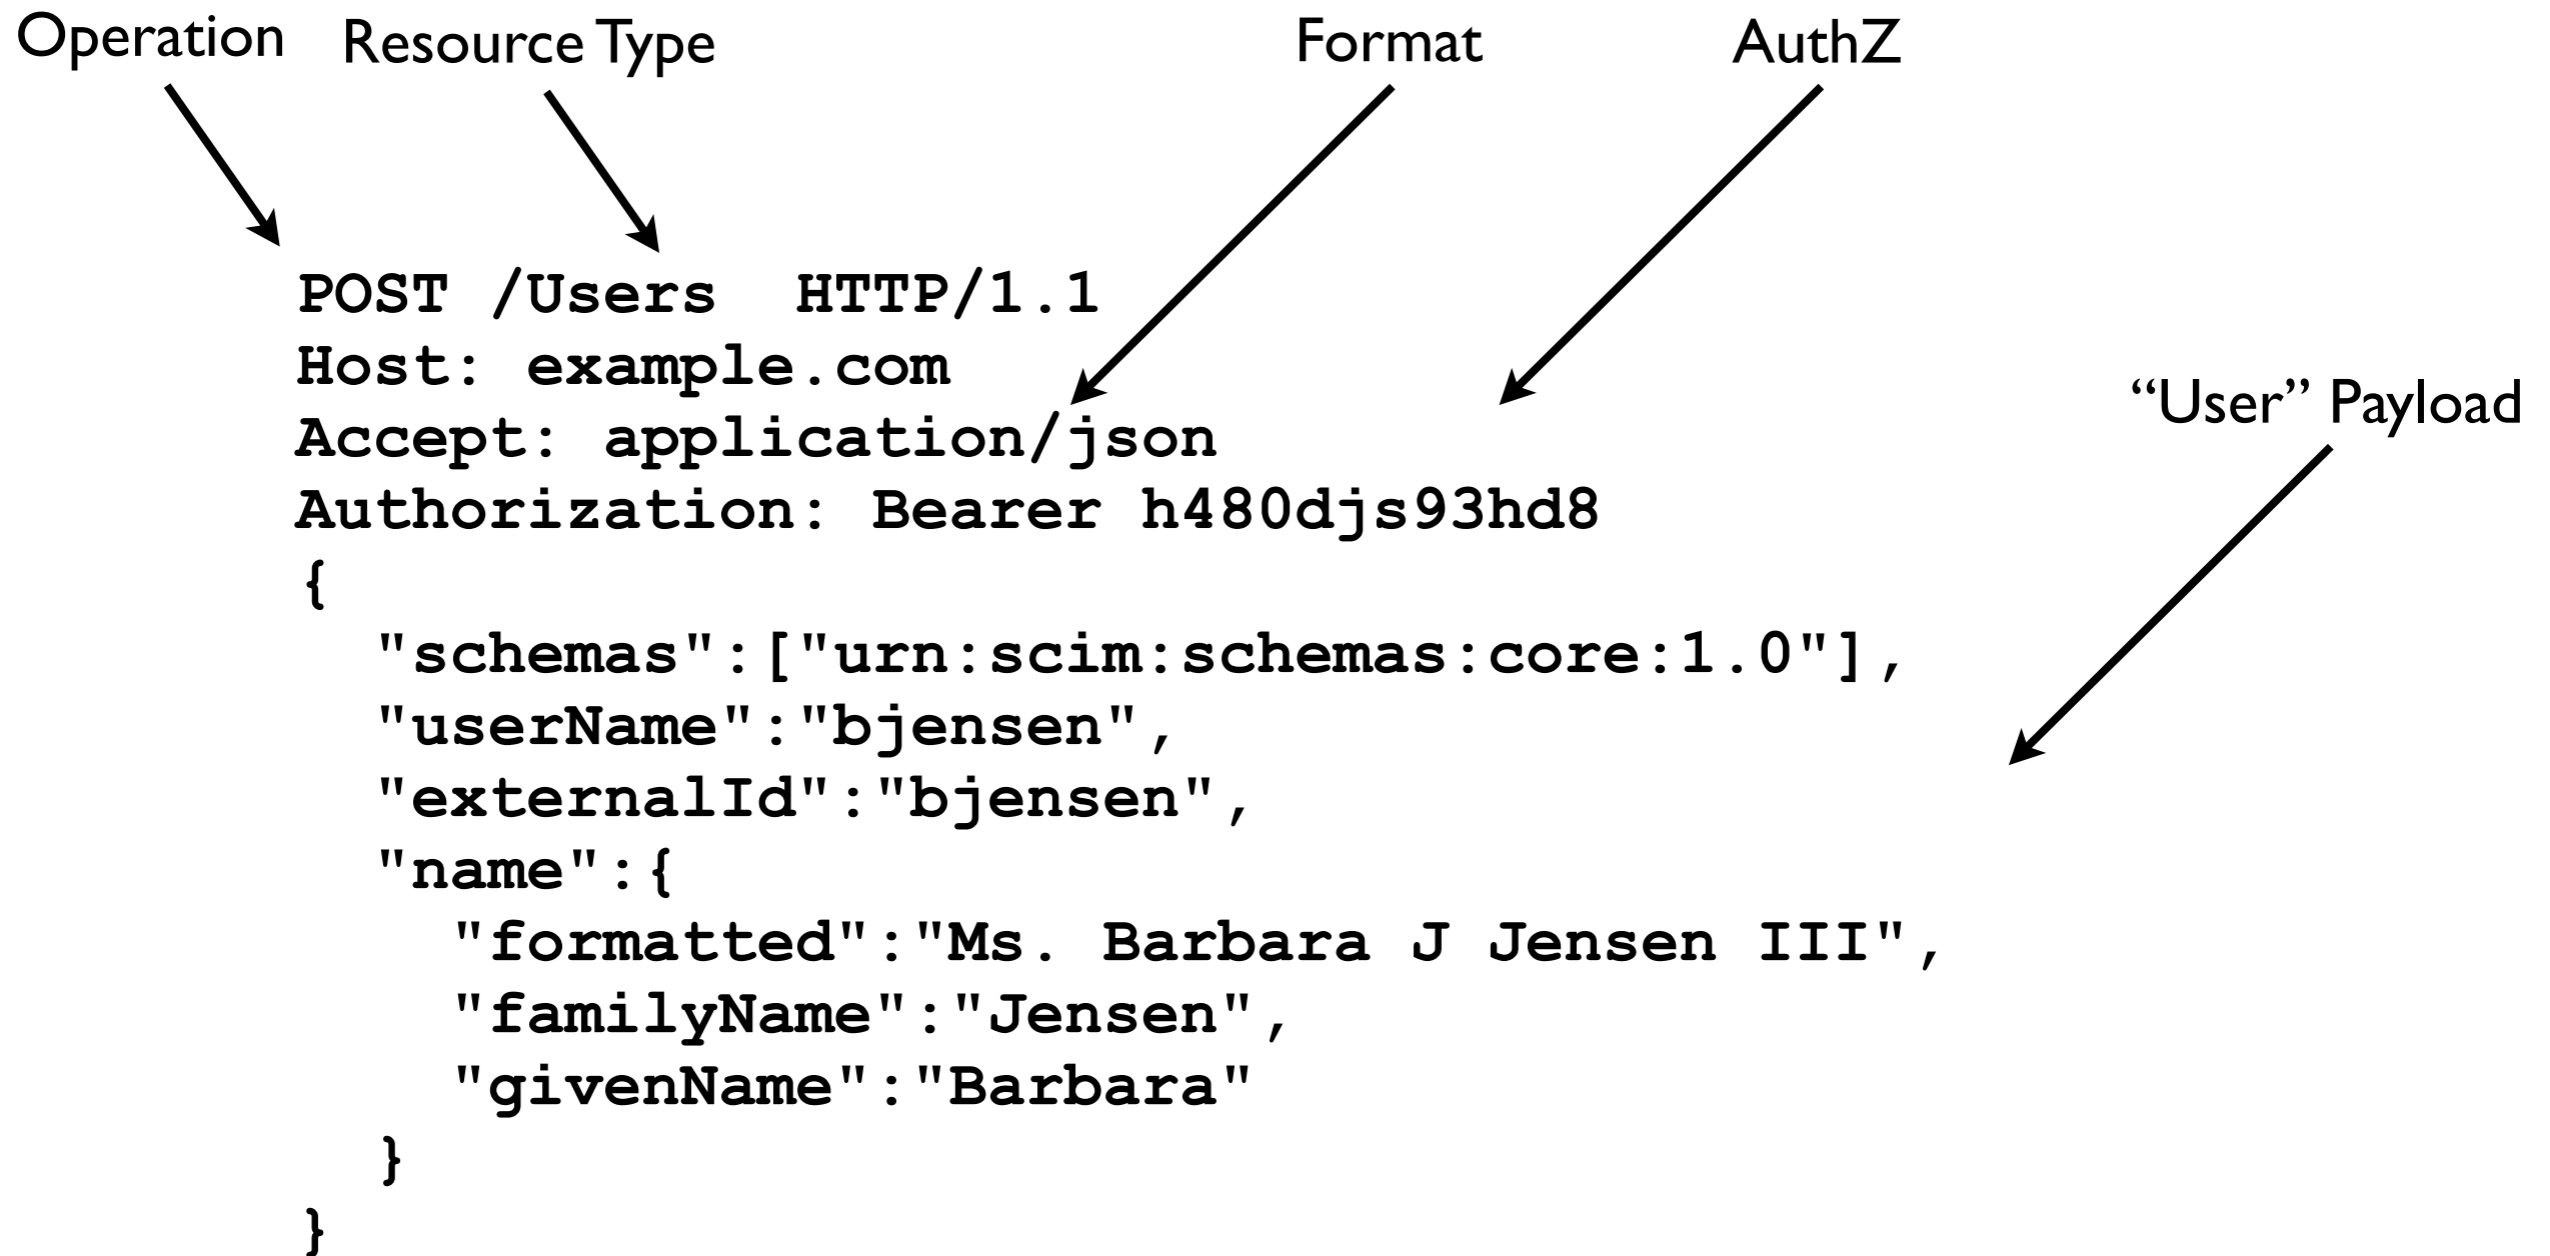 Operation Resource Type Format AuthZ
POST /Users  HTTP/1.1
Host: example.com
“User” Payload
Accept: application/json
Authorization: Bearer h480djs93hd8
{
  "schemas":["urn:scim:schemas:core:1.0"],
  "userName":"bjensen",
  "externalId":"bjensen",
  "name":{
    "formatted":"Ms. Barbara J Jensen III",
    "familyName":"Jensen",
    "givenName":"Barbara"
  }
}